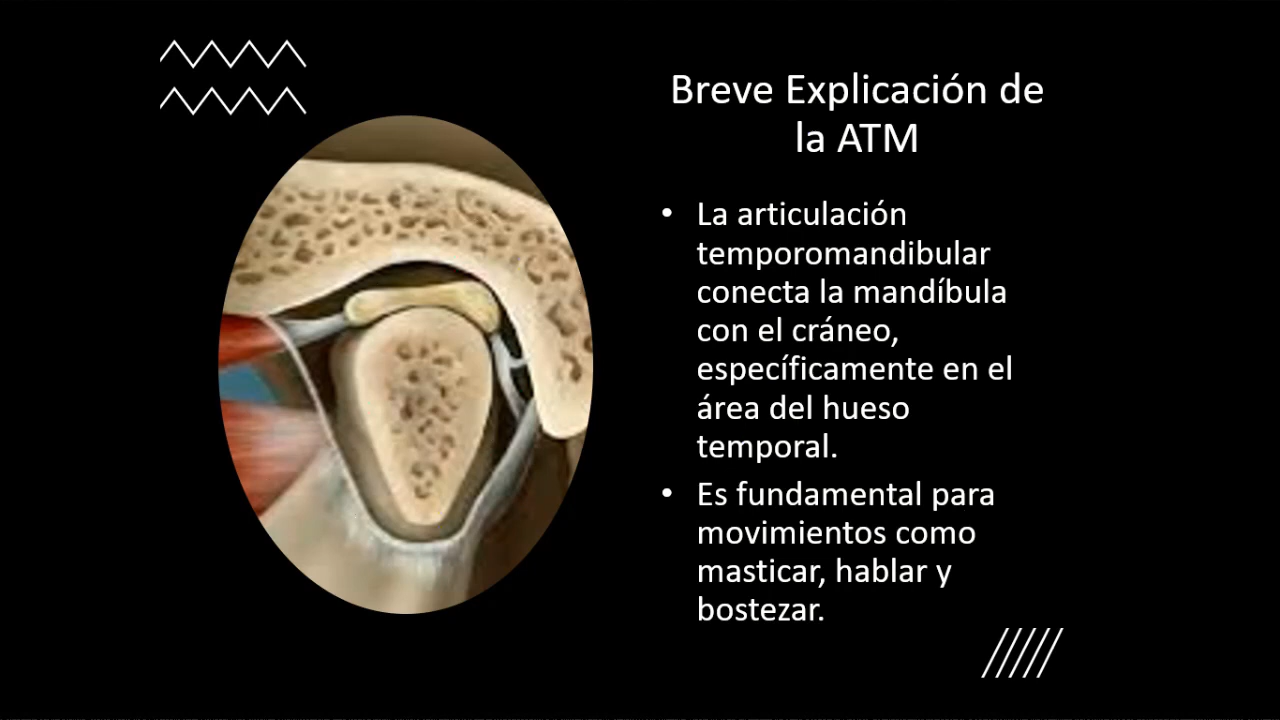 Breve Explicación de
la ATM
• La articulación
temporomandibular
conecta la mandíbula
con el cráneo,
específicamente en el
área del hueso
temporal.
• Es fundamental para
movimientos como
masticar, hablar y
bostezar.